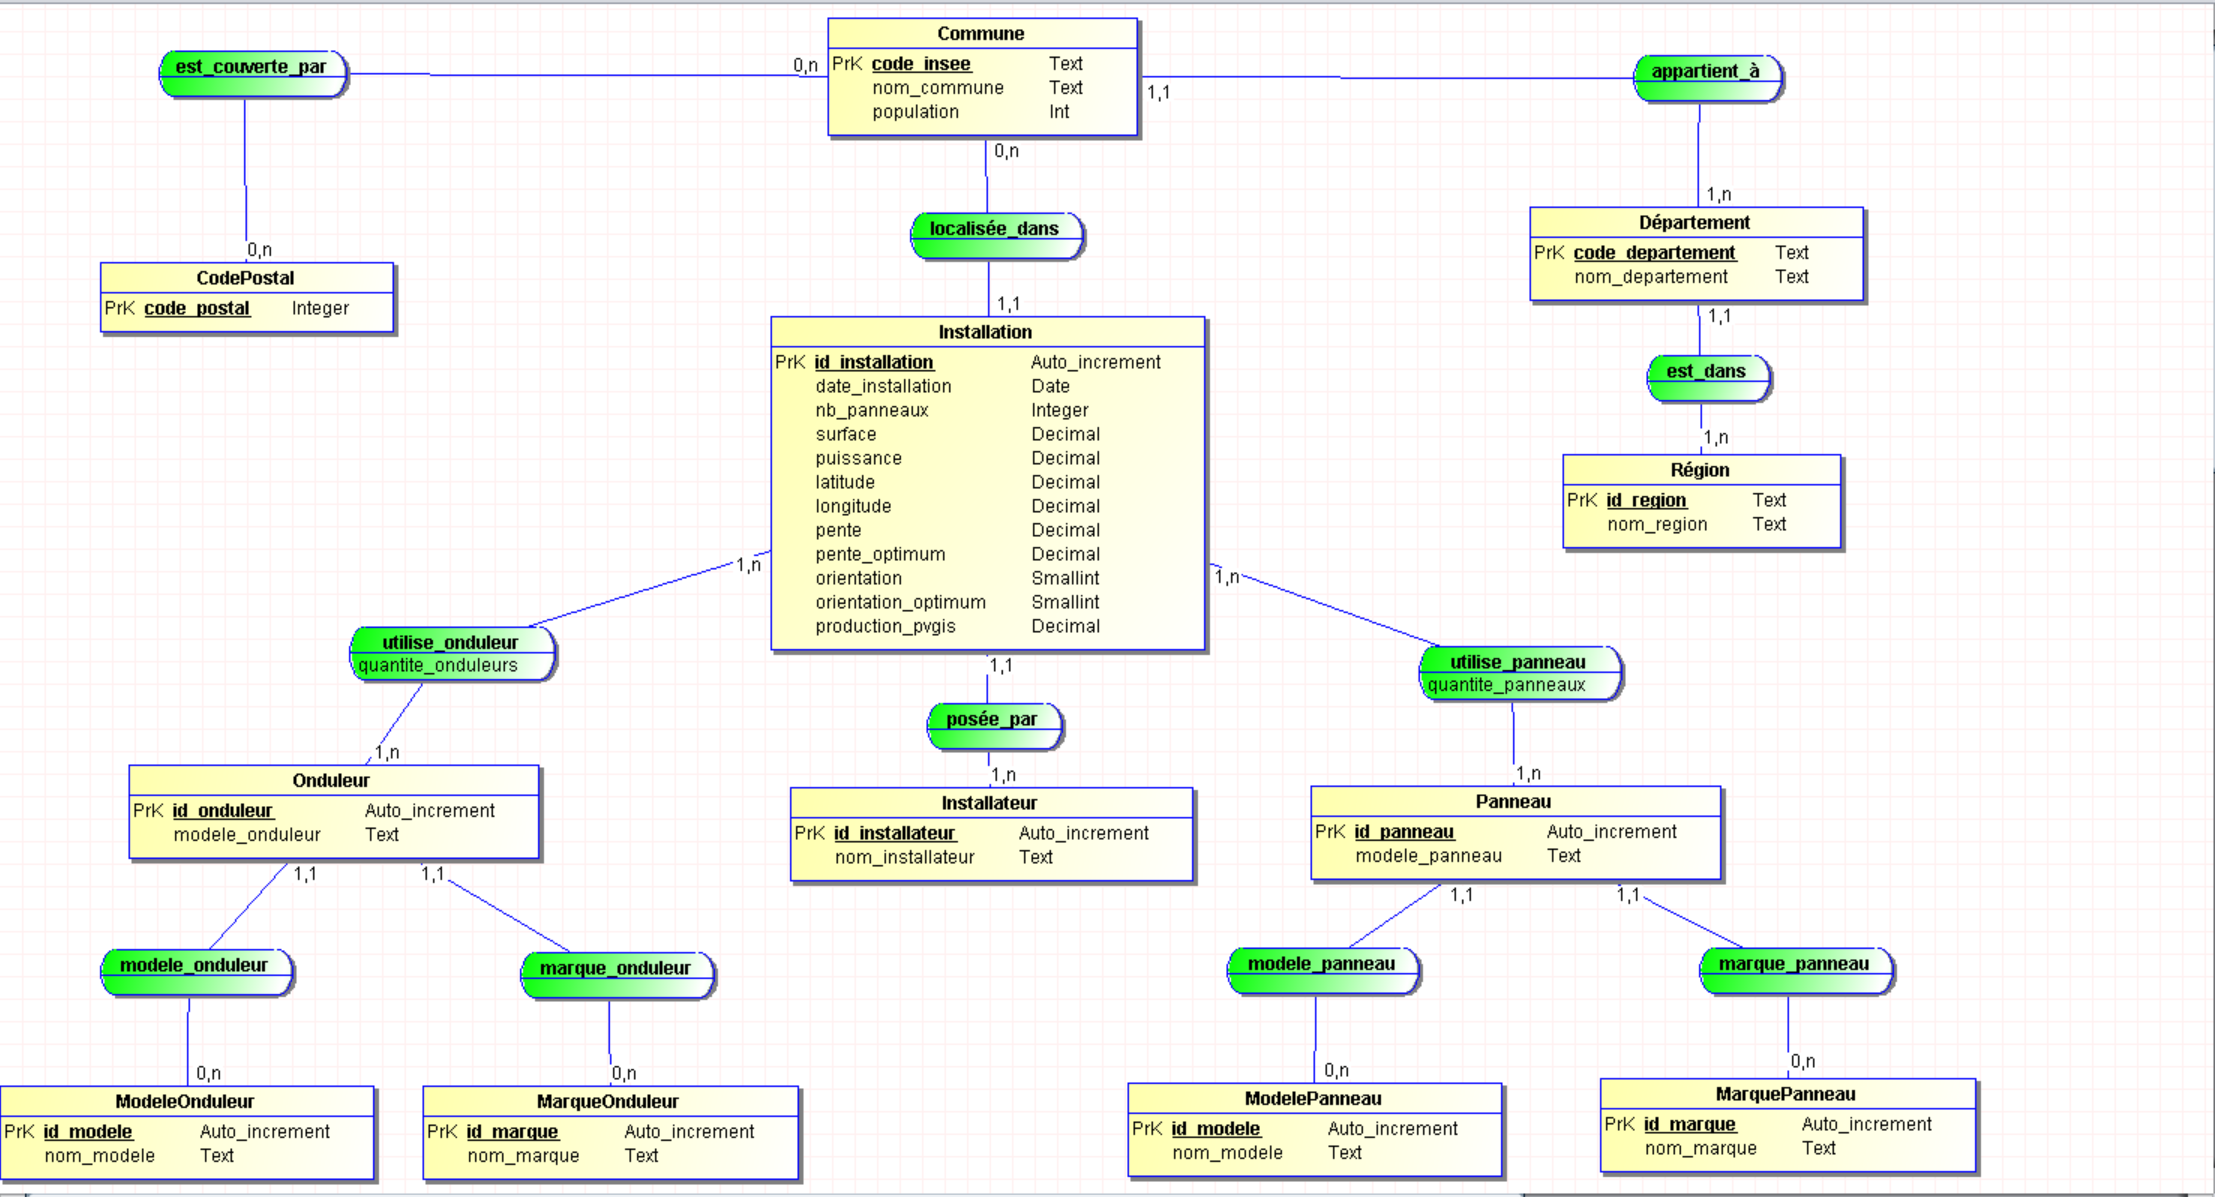 Commune
PrK code_insee Text
nom_commune Text
population Int
est_couverte_par
0,n
1,1
appartient_à
0,n
localisée_dans
1,1
0,n
CodePostal
PrK code_postal Integer
1,n
Département
PrK code_departement Text
nom_departement Text
1,1
est_dans
1,n
Région
PrK id_region Text
nom_region Text
Installation
PrK id_installation Auto_increment
date_installation Date
nb_panneaux Integer
surface Decimal
puissance Decimal
latitude Decimal
longitude Decimal
pente Decimal
pente_optimum Decimal
orientation Smallint
orientation_optimum Smallint
production_pvgis Decimal
1,n
1,n
utilise_onduleur
quantite_onduleurs
1,n
1,1
posée_par
1,n
utilise_panneau
quantite_panneaux
1,n
Onduleur
PrK id_onduleur Auto_increment
modele_onduleur Text
1,1
1,1
Installateur
PrK id_installateur Auto_increment
nom_installateur Text
Panneau
PrK id_panneau Auto_increment
modele_panneau Text
1,1
1,1
modele_onduleur
marque_onduleur
modele_panneau
marque_panneau
0,n
0,n
0,n
0,n
ModeleOnduleur
PrK id_modele Auto_increment
nom_modele Text
MarqueOnduleur
PrK id_marque Auto_increment
nom_marque Text
ModelePanneau
PrK id_modele Auto_increment
nom_modele Text
MarquePanneau
PrK id_marque Auto_increment
nom_marque Text